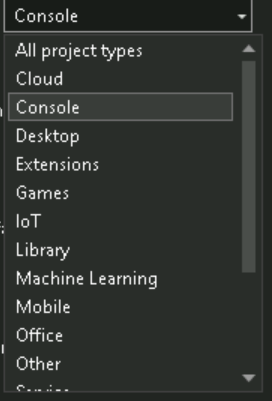 Console
All project types
Cloud
Console
Desktop
Extensions
Games
IoT
Library
Machine Learning
Mobile
Office
Other